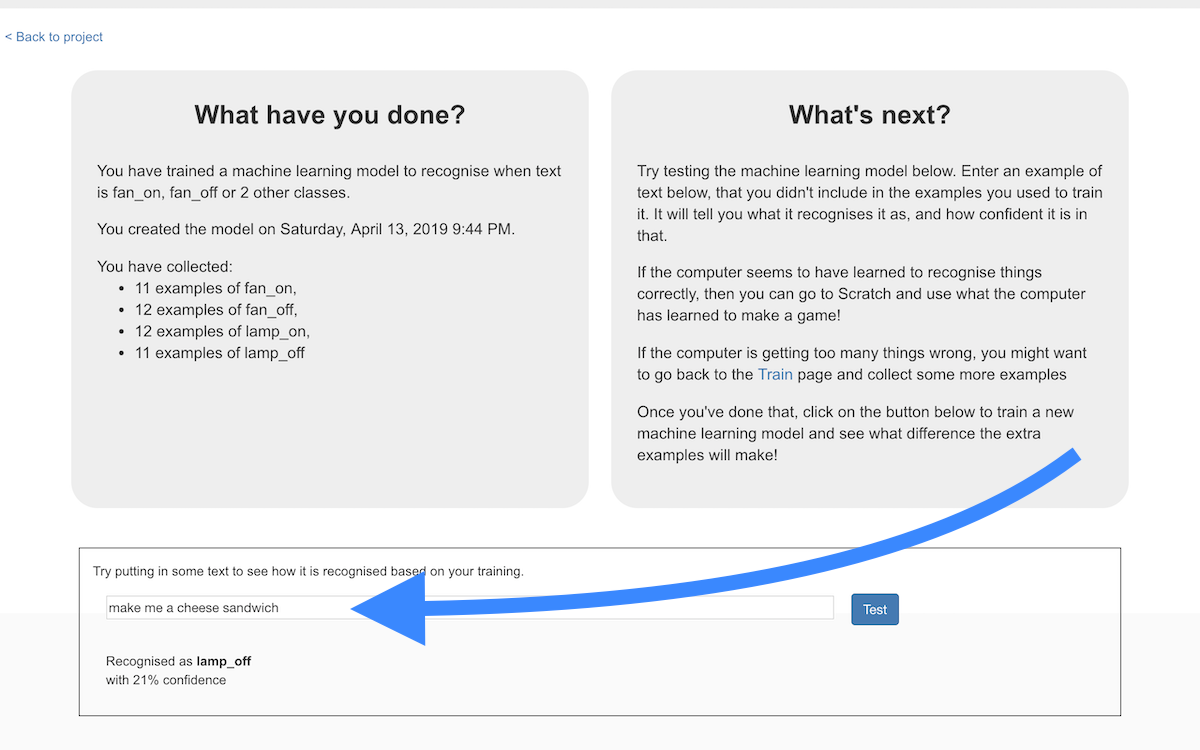 < Back to project
What have you done?
You have trained a machine learning model to recognise when text
is fan_on, fan_off or 2 other classes.
You created the model on Saturday, April 13, 2019 9:44 PM.
You have collected:
• 11 examples of fan_on,
• 12 examples of fan_off,
• 12 examples of lamp_on,
• 11 examples of lamp_off
What's next?
Try testing the machine learning model below. Enter an example of
text below, that you didn't include in the examples you used to train
it. It will tell you what it recognises it as, and how confident it is in
that.
If the computer seems to have learned to recognise things
correctly, then you can go to Scratch and use what the computer
has learned to make a game!
If the computer is getting too many things wrong, you might want
to go back to the Train page and collect some more examples
Once you've done that, click on the button below to train a new
machine learning model and see what difference the extra
examples will make!
Try putting in some text to see how it is recognised based on your training.
make me a cheese sandwich
Test
Recognised as lamp_off
with 21% confidence